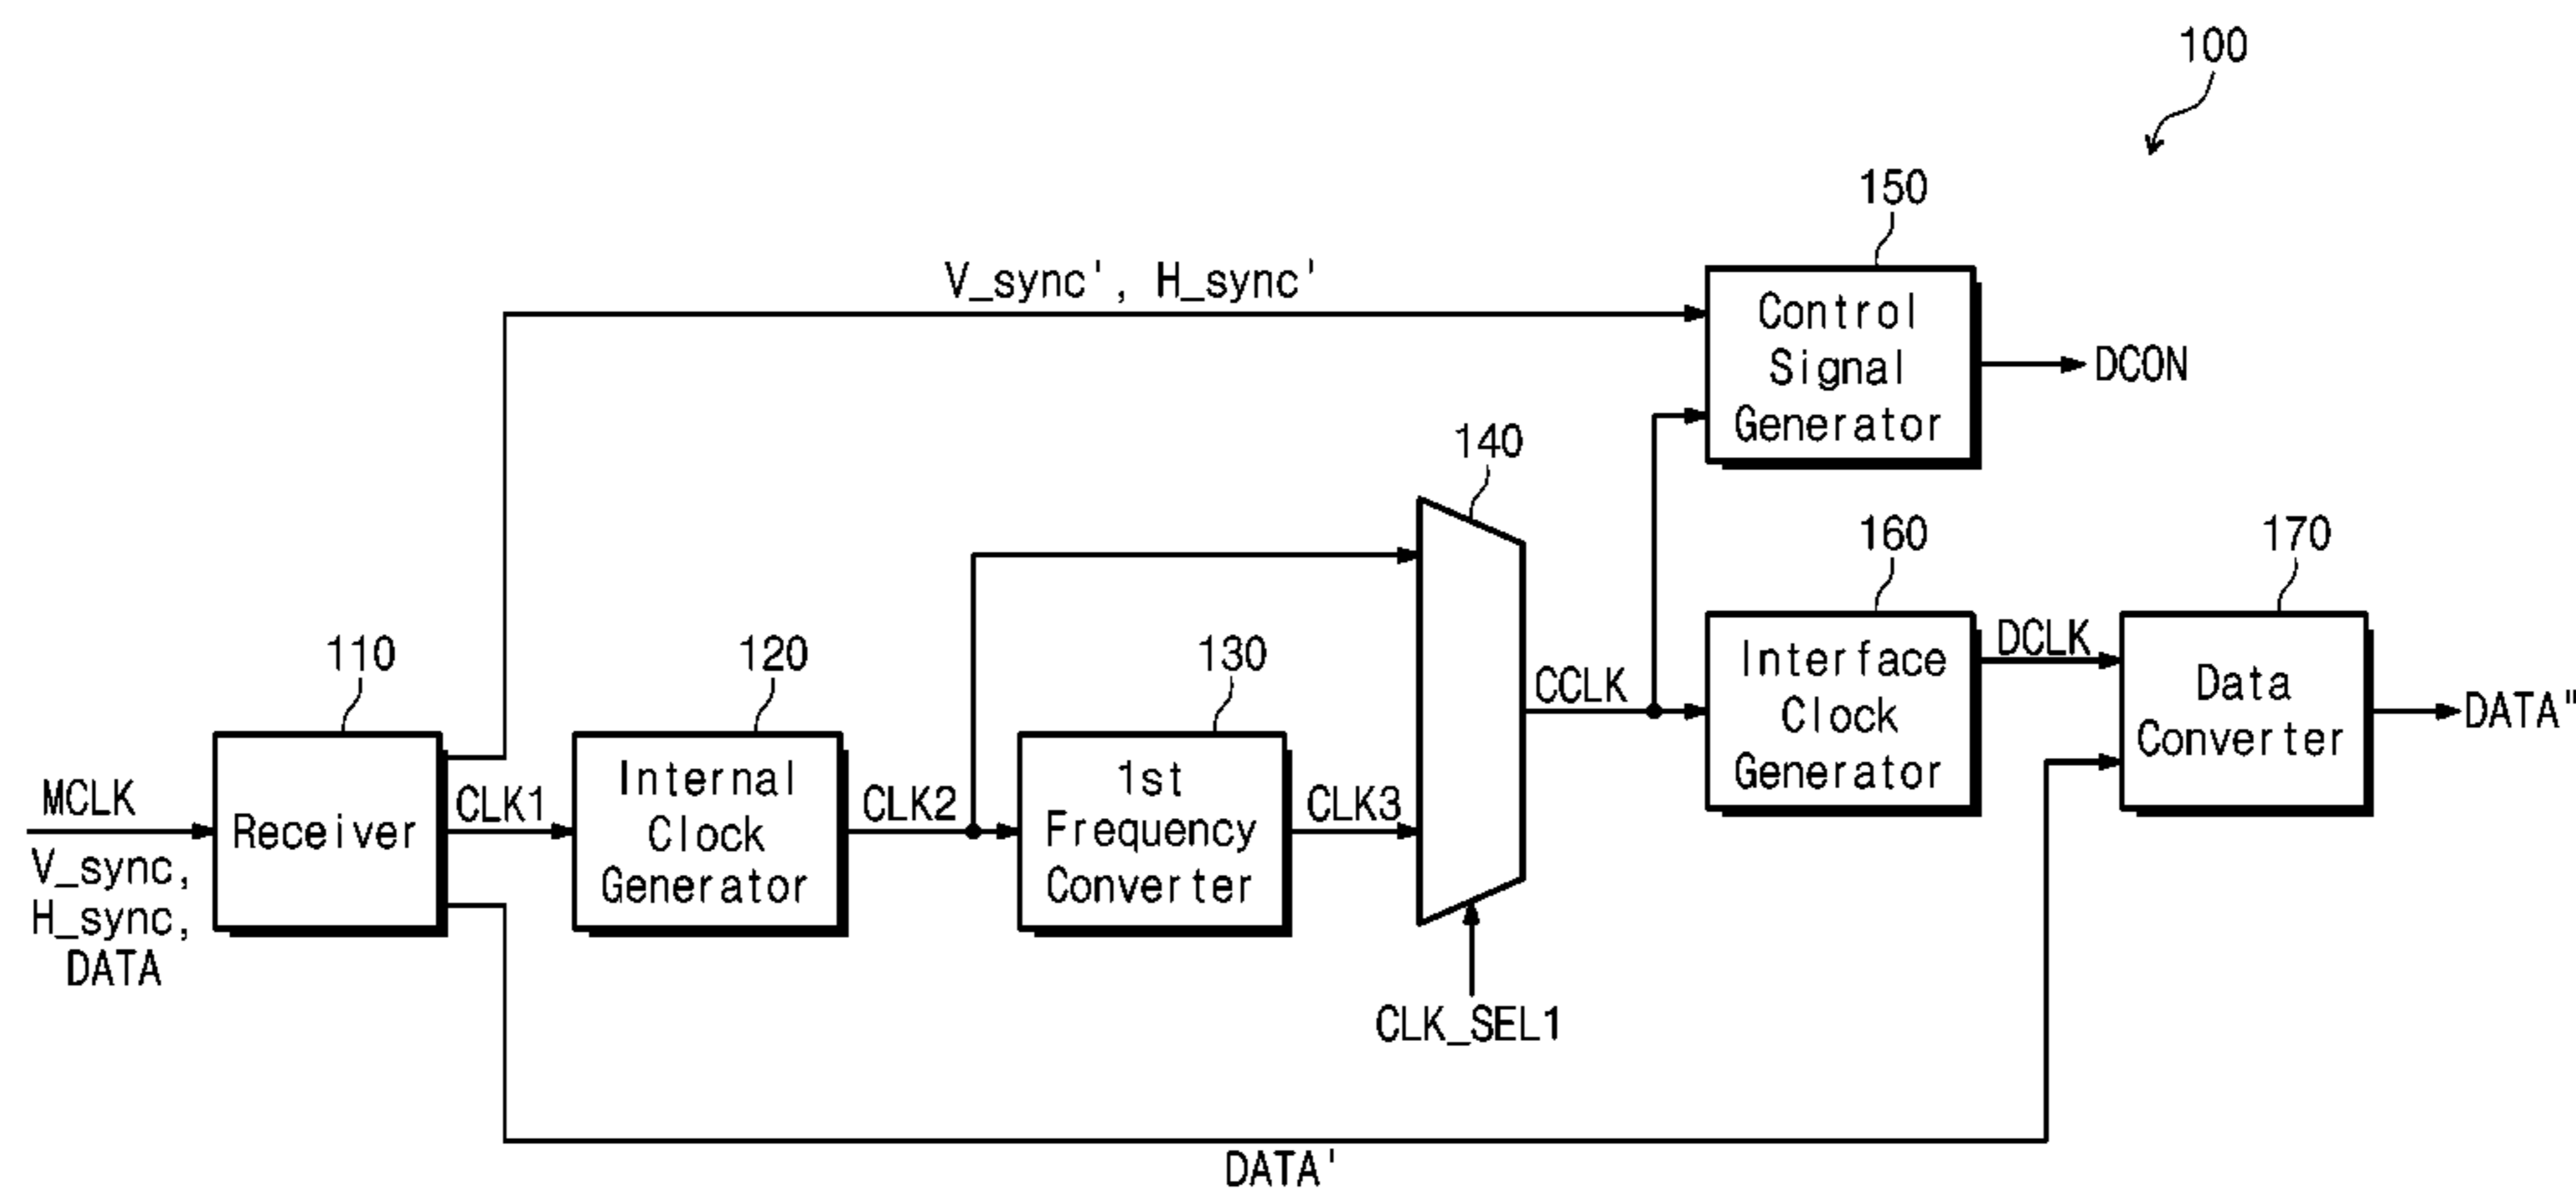 100
150
V_sync', H_sync'
Control
Signal
Generator
DCON
140
160
170
110
120
130
CCLK
Interface
Clock
Generator
DCLK
Data
Converter
DATA"
MCLK
V_sync,
H_sync,
DATA
Receiver
CLK1
Internal
Clock
Generator
CLK2
1st
Frequency
Converter
CLK3
CLK_SEL1
DATA'